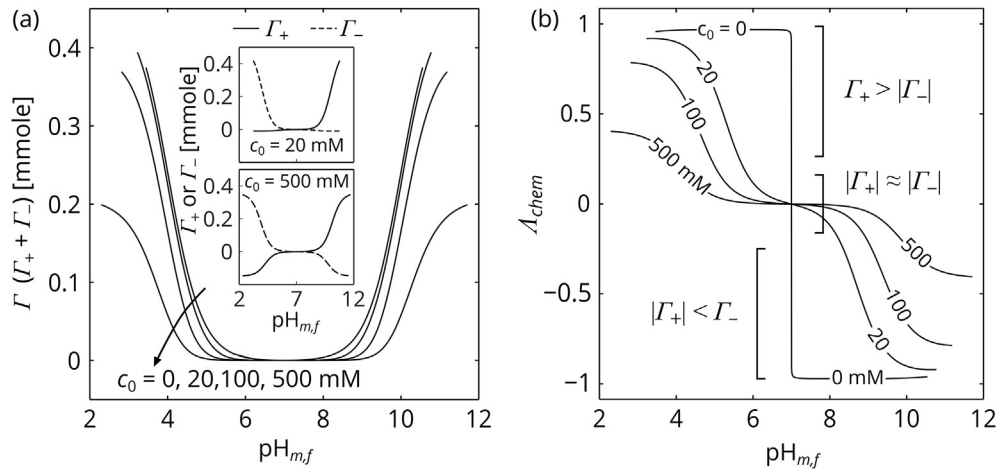 (a)
Γ₊ Γ₋
0.4
0.3
0.2
0.1
0
Γ (Γ₊ + Γ₋) [mmole]
Γ₊ or Γ₋ [mmole]
0.4
0.2
0
c₀ = 20 mM
c₀ = 500 mM
0.4
0.2
0
2 7 12
pHₘ,f
c₀ = 0, 20,100, 500 mM
2 4 6 8 10 12
pHₘ,f
(b)
1
0.5
0
−0.5
−1
Λchem
c₀ = 0
20
100
500 mM
Γ₊ > |Γ₋|
|Γ₊| ≈ |Γ₋|
|Γ₊| < Γ₋
500
100
20
0 mM
2 4 6 8 10 12
pHₘ,f